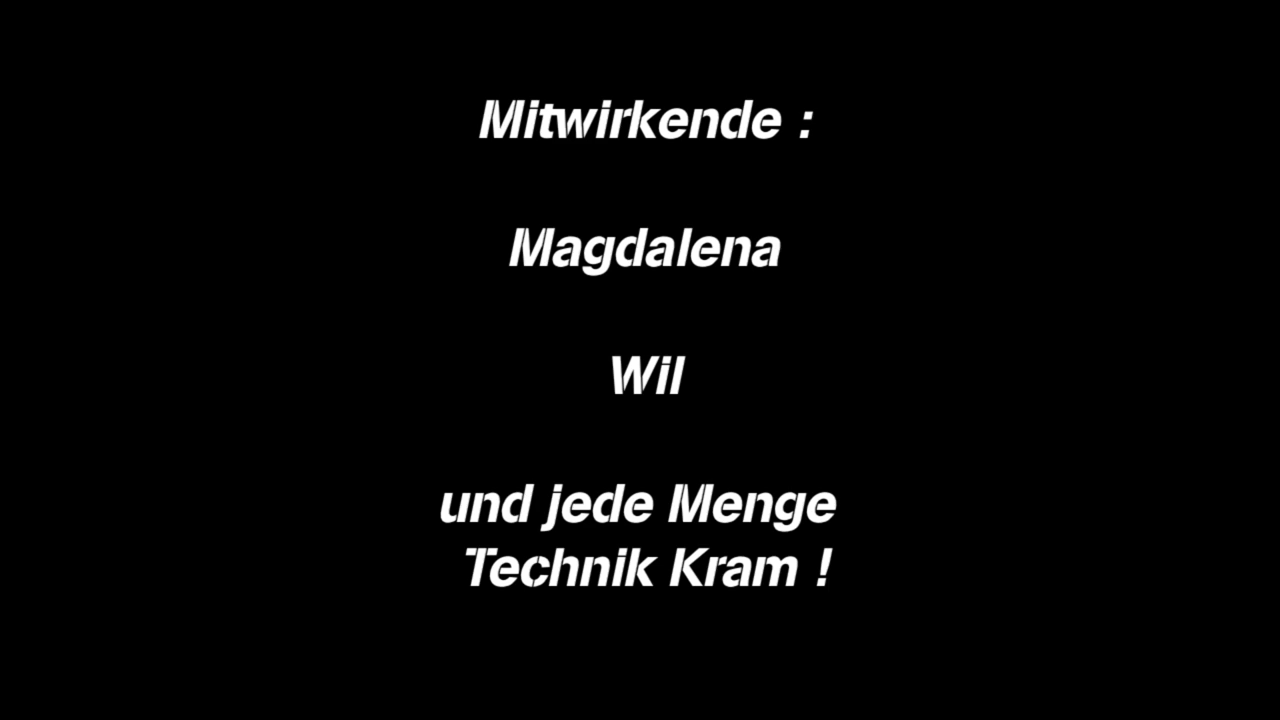 Mitwirkende :
Magdalena
Wil
und jede Menge
Technik Kram !